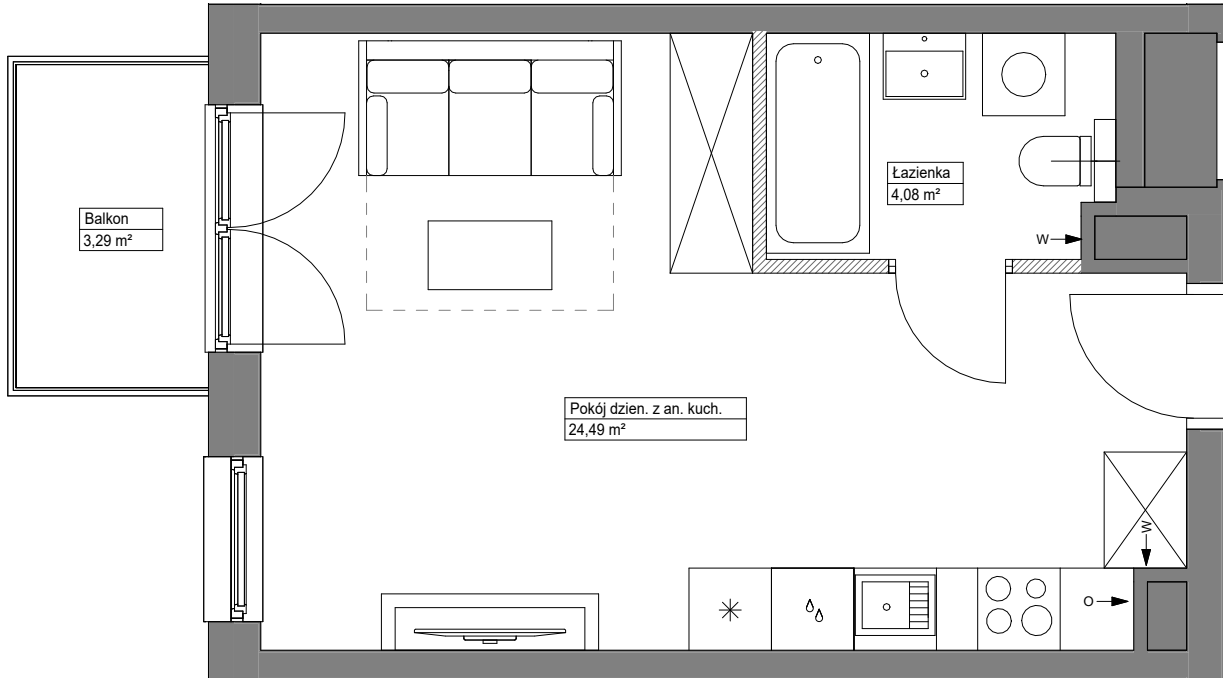 Balkon
3,29 m²
Łazienka
4,08 m²
W
Pokój dzien. z an. kuch.
24,49 m²
W
O